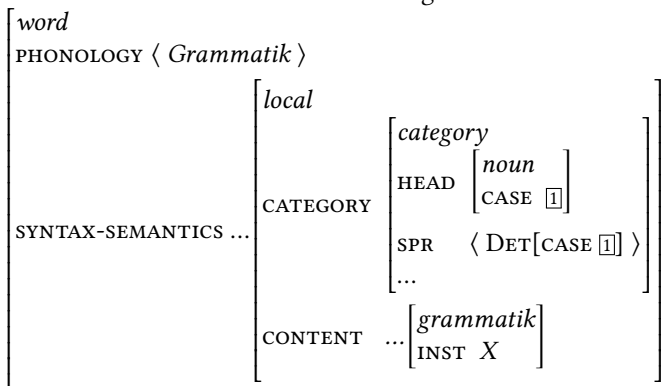 word
PHONOLOGY ⟨ Grammatik ⟩
local
category
HEAD noun
CASE 1
CATEGORY
SYNTAX-SEMANTICS ...
SPR ⟨ DET[CASE 1] ⟩
...
CONTENT ... grammatik
INST X